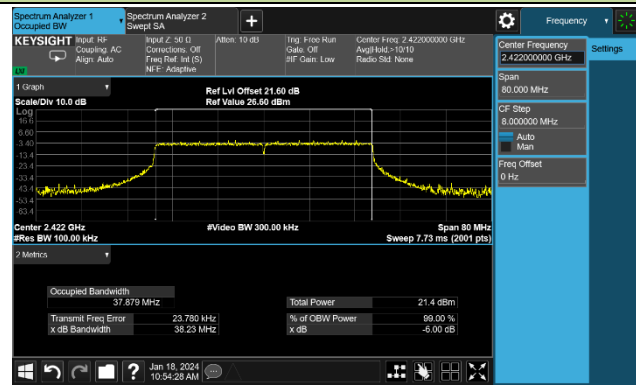 Spectrum Analyzer 1
Occupied BW
Spectrum Analyzer 2
Swept SA
+
Frequency
KEYSIGHT
Input: RF
Coupling: AC
Align: Auto
Input Z: 50 Ω
Corrections: Off
Freq Ref: Int (S)
NFE: Adaptive
Atten: 10 dB
Trig: Free Run
Gate: Off
#IF Gain: Low
Center Freq: 2.422000000 GHz
Avg|Hold:>10/10
Radio Std: None
LVI
Center Frequency
2.422000000 GHz
Settings
Span
80.000 MHz
CF Step
8.000000 MHz
Auto
Man
Freq Offset
0 Hz
1 Graph
Scale/Div 10.0 dB
Ref Lvl Offset 21.60 dB
Ref Value 26.60 dBm
Log
16.6
6.60
-3.40
-13.4
-23.4
-33.4
-43.4
-53.4
-63.4
Center 2.422 GHz
#Res BW 100.00 kHz
#Video BW 300.00 kHz
Span 80 MHz
Sweep 7.73 ms (2001 pts)
2 Metrics
Occupied Bandwidth
37.879 MHz
Total Power
21.4 dBm
Transmit Freq Error
23.780 kHz
% of OBW Power
99.00 %
x dB Bandwidth
38.23 MHz
x dB
-6.00 dB
?
Jan 18, 2024
10:54:28 AM